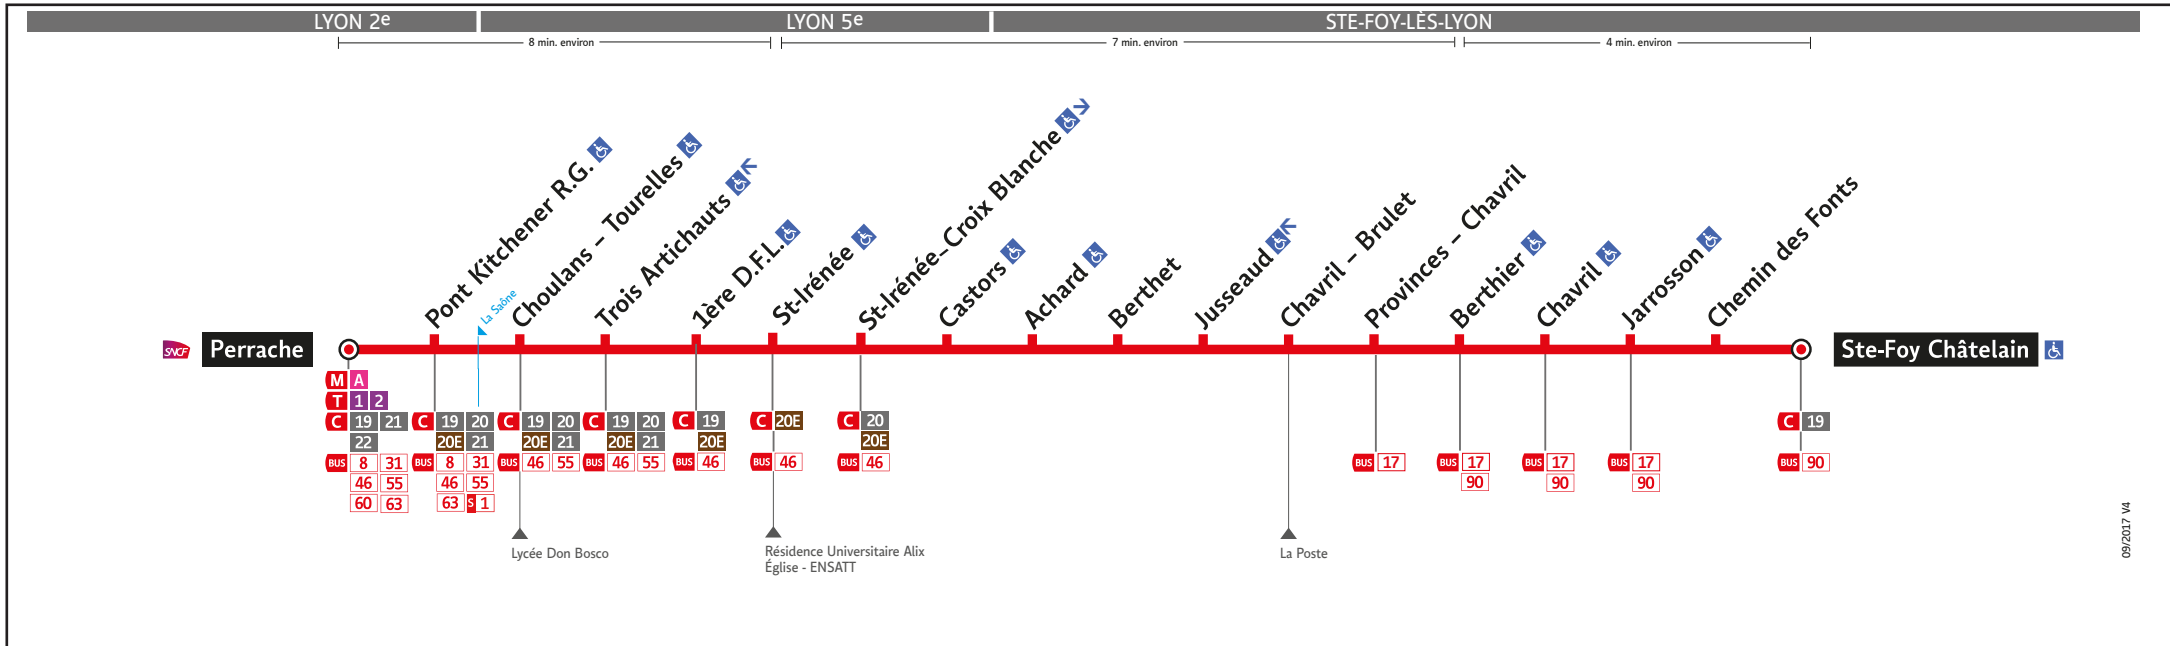 LYON 2e
LYON 5e
STE-FOY-LÈS-LYON
8 min. environ
7 min. environ
4 min. environ
Pont Kitchener R.G.
La Saône
Choulans – Tourelles
Trois Artichauts
1ère D.F.L.
St-Irénée
St-Irénée–Croix Blanche
Castors
Achard
Berthet
Jusseaud
Chavril – Brulet
Provinces – Chavril
Berthier
Chavril
Jarrosson
Chemin des Fonts
SNCF
Perrache
Ste-Foy Châtelain
M A
T 1 2
C 19 21
22
BUS 8 31
46 55
60 63
C 19 20
20E 21
BUS 8 31
46 55
63 S 1
C 19 20
20E 21
BUS 46 55
C 19 20
20E 21
BUS 46 55
C 19
20E
BUS 46
C 20E
BUS 46
C 20
20E
BUS 46
BUS 17
BUS 17
90
BUS 17
90
BUS 17
90
C 19
BUS 90
Lycée Don Bosco
Résidence Universitaire Alix
Église - ENSATT
La Poste
09/2017 V4